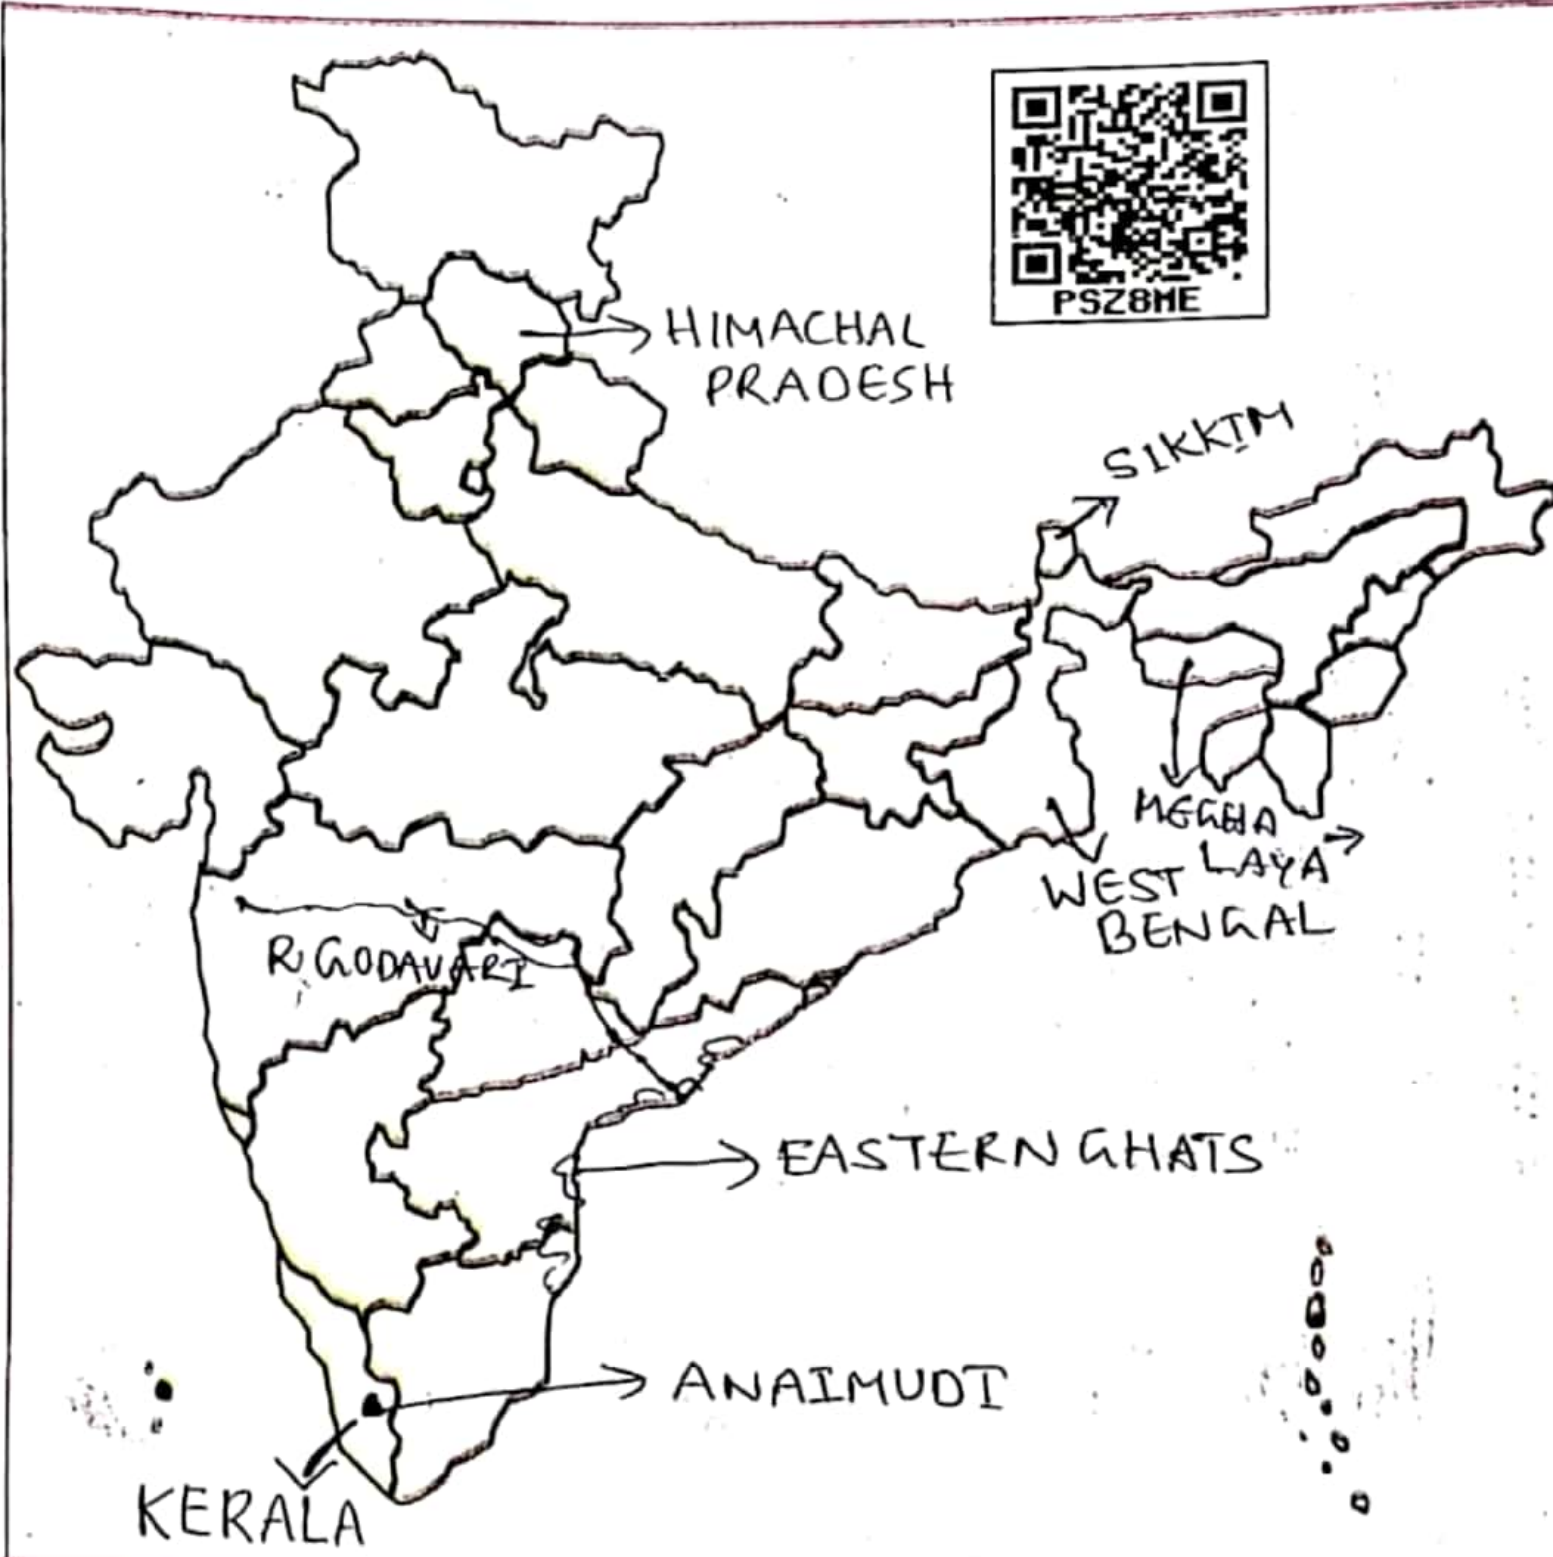 PSZ8ME
HIMACHAL
PRADESH
SIKKIM
MEGHA
LAYA
WEST
BENGAL
R. GODAVARI
EASTERN GHATS
ANAIMUDI
KERALA